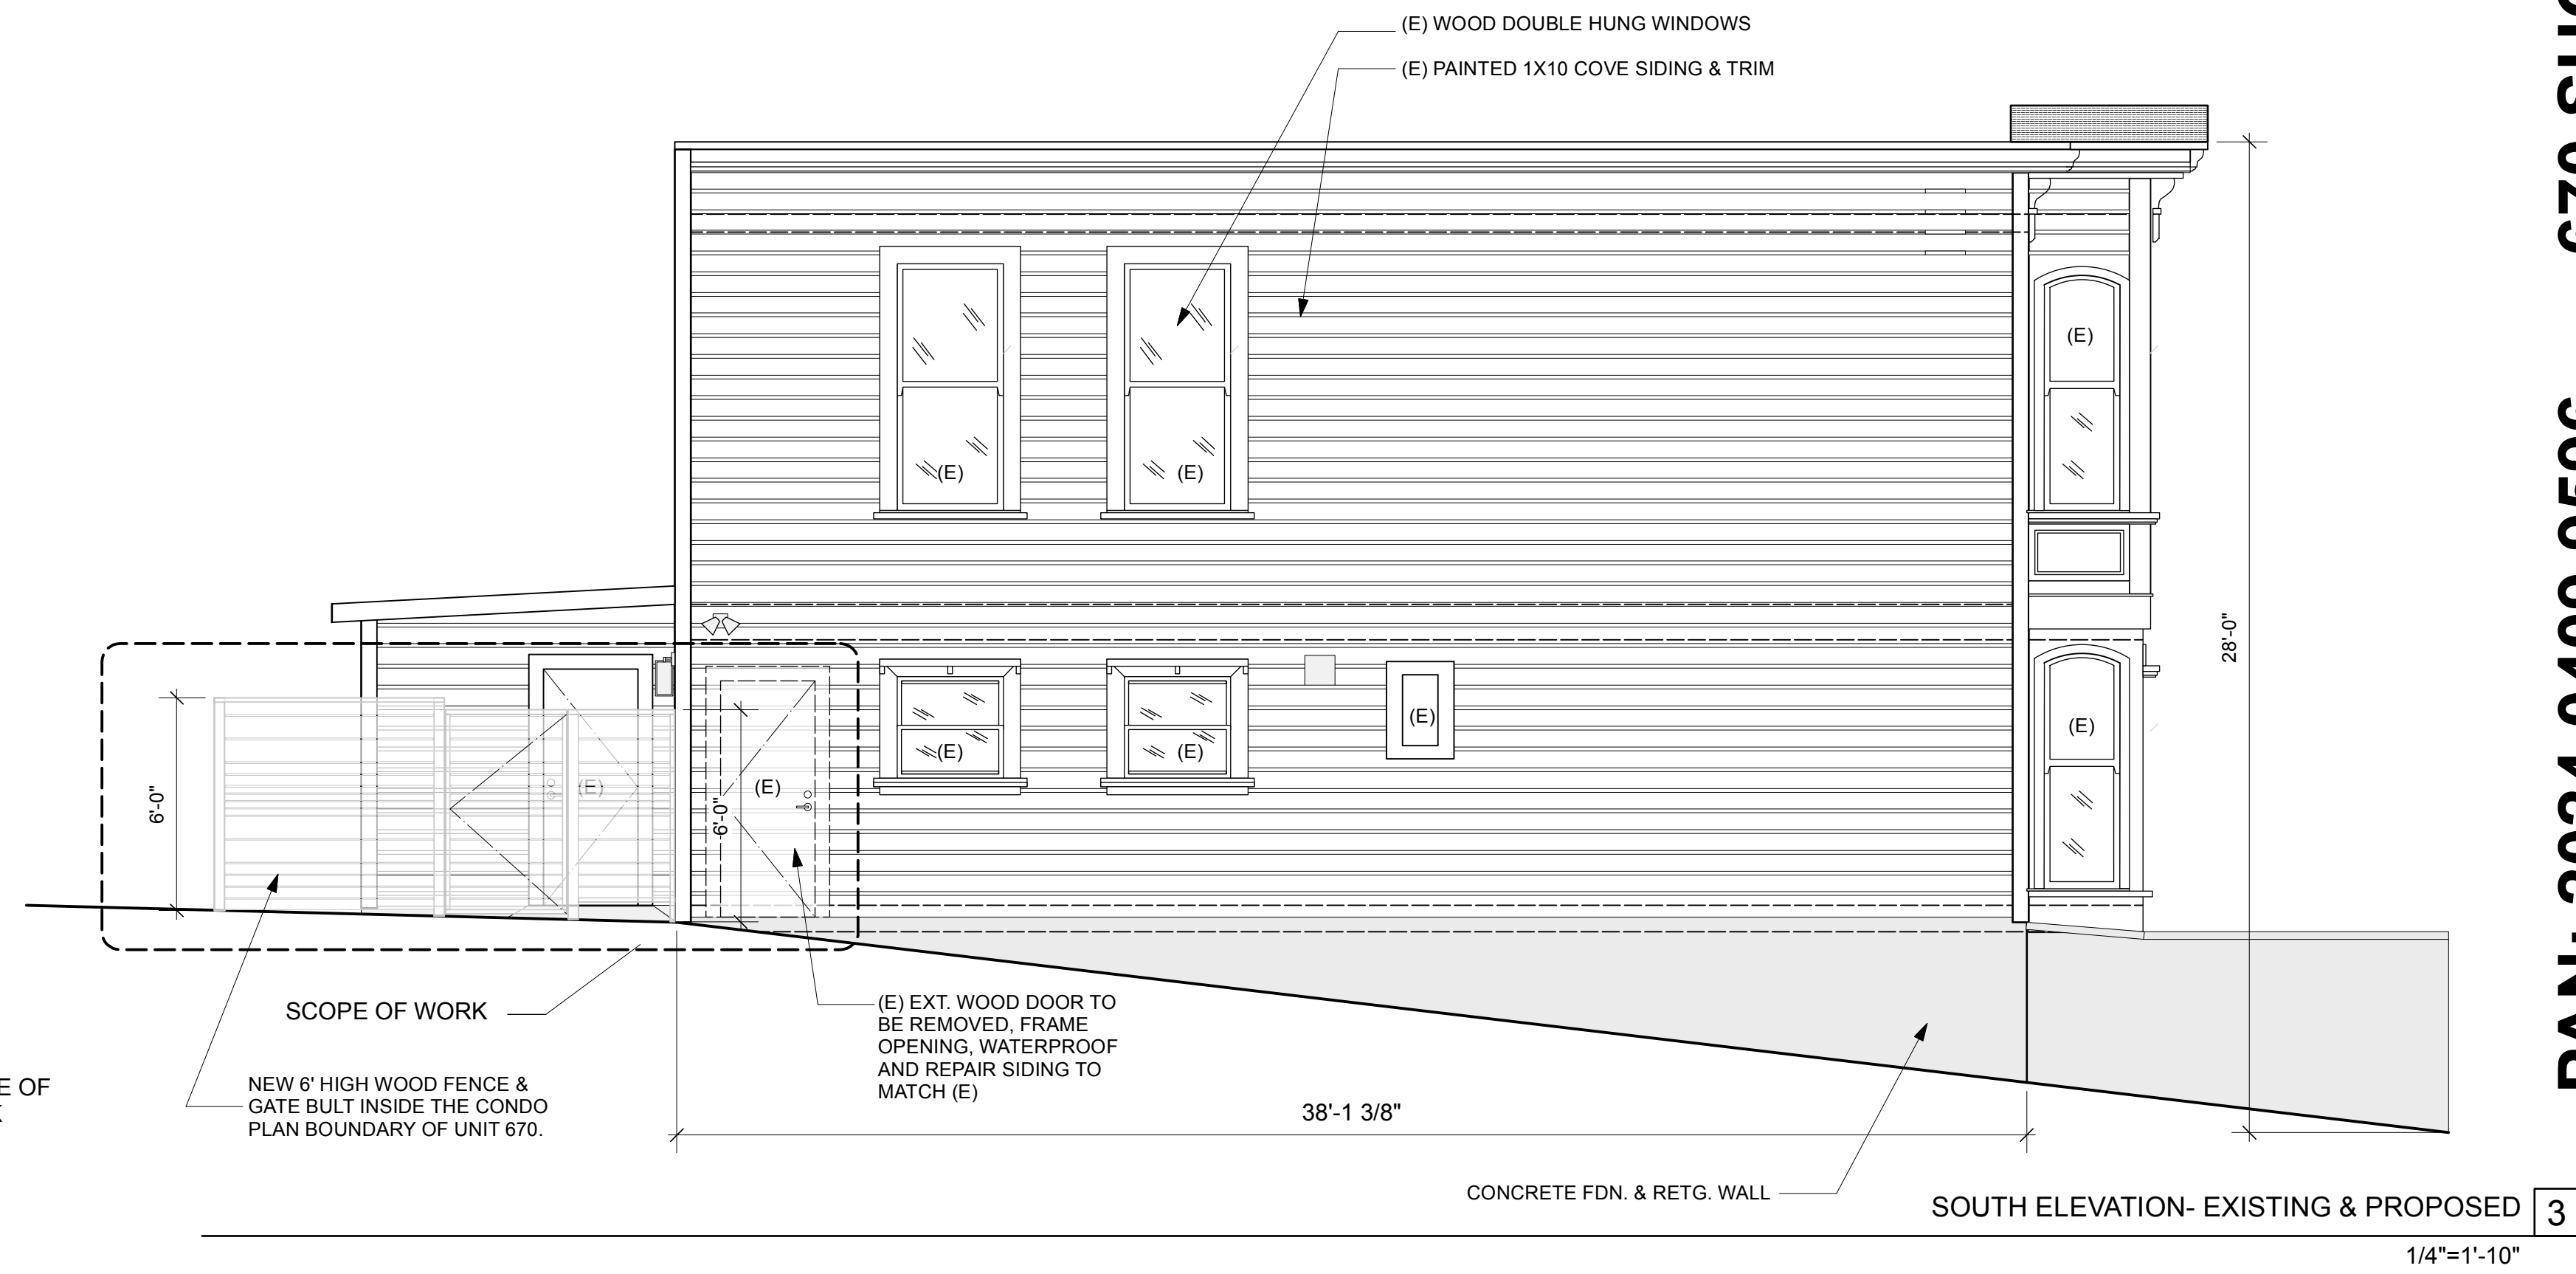 (E) WOOD DOUBLE HUNG WINDOWS
(E) PAINTED 1X10 COVE SIDING & TRIM
(E)
(E)
(E)
28'-0"
(E)
(E)
(E)
(E)
(E)
(E)
6'-0"
6'-0"
SCOPE OF WORK
(E) EXT. WOOD DOOR TO
BE REMOVED, FRAME
OPENING, WATERPROOF
AND REPAIR SIDING TO
MATCH (E)
NEW 6' HIGH WOOD FENCE &
GATE BULT INSIDE THE CONDO
PLAN BOUNDARY OF UNIT 670.
OF
38'-1 3/8"
CONCRETE FDN. & RETG. WALL
SOUTH ELEVATION- EXISTING & PROPOSED
3
1/4"=1'-10"
670